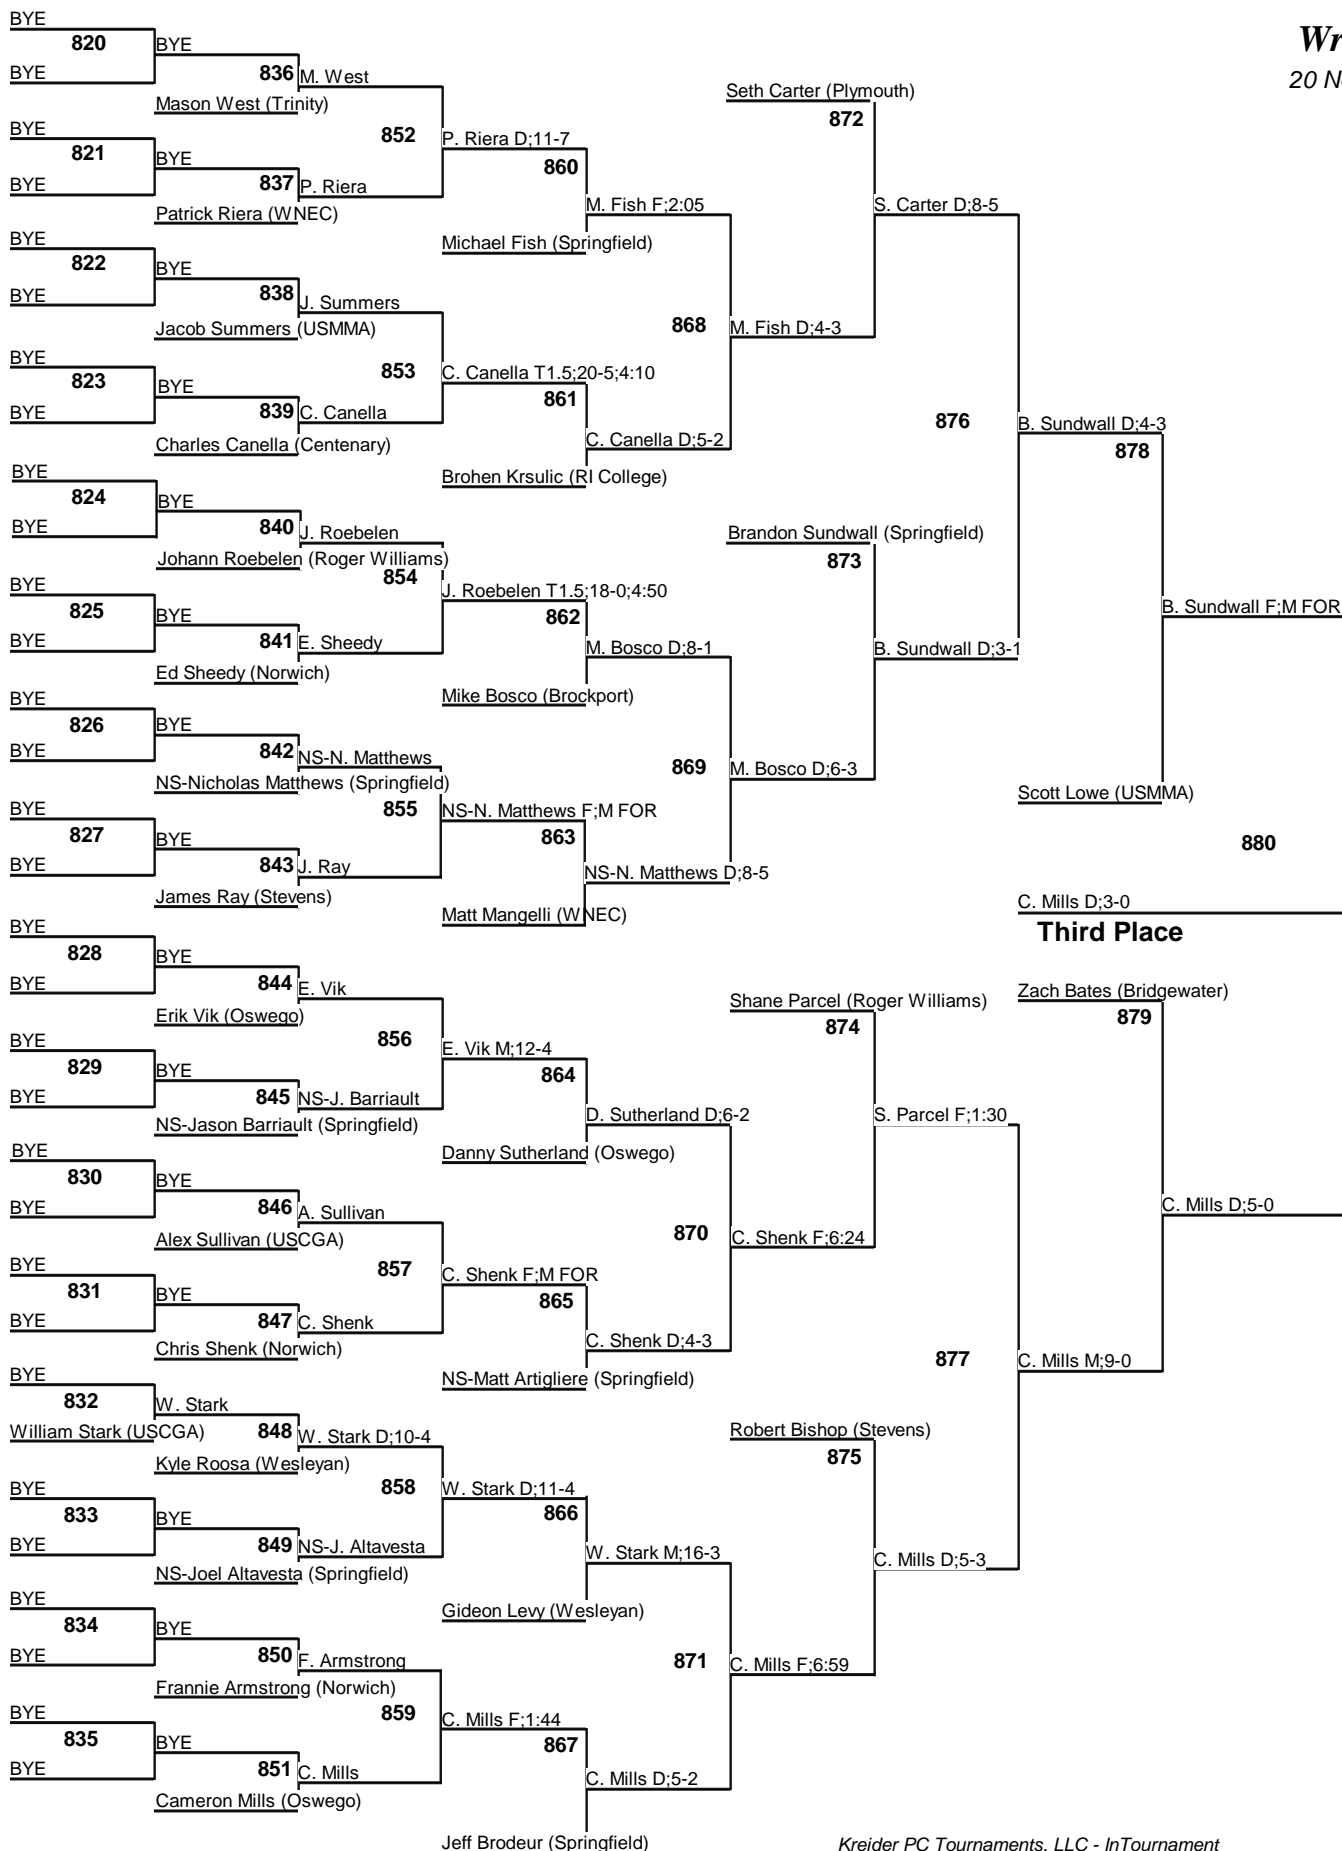 BYE
820
BYE
BYE
836
M. West
Mason West (Trinity)
BYE
821
BYE
BYE
837
P. Riera
Patrick Riera (WNEC)
852
P. Riera D;11-7
860
M. Fish F;2:05
Michael Fish (Springfield)
BYE
822
BYE
BYE
838
J. Summers
Jacob Summers (USMMA)
BYE
823
BYE
BYE
839
C. Canella
Charles Canella (Centenary)
853
C. Canella T1.5;20-5;4:10
861
C. Canella D;5-2
Brohen Krsulic (RI College)
868
M. Fish D;4-3
Seth Carter (Plymouth)
872
S. Carter D;8-5
Wr
20 N
BYE
824
BYE
BYE
840
J. Roebelen
Johann Roebelen (Roger Williams)
854
BYE
825
BYE
BYE
841
E. Sheedy
Ed Sheedy (Norwich)
J. Roebelen T1.5;18-0;4:50
862
M. Bosco D;8-1
Mike Bosco (Brockport)
BYE
826
BYE
BYE
842
NS-N. Matthews
NS-Nicholas Matthews (Springfield)
855
BYE
827
BYE
BYE
843
J. Ray
James Ray (Stevens)
NS-N. Matthews F;M FOR
863
NS-N. Matthews D;8-5
Matt Mangelli (WNEC)
869
M. Bosco D;6-3
Brandon Sundwall (Springfield)
873
B. Sundwall D;3-1
876
B. Sundwall D;4-3
878
B. Sundwall F;M FOR
Scott Lowe (USMMA)
880
C. Mills D;3-0
Third Place
BYE
828
BYE
BYE
844
E. Vik
Erik Vik (Oswego)
856
BYE
829
BYE
BYE
845
NS-J. Barriault
NS-Jason Barriault (Springfield)
E. Vik M;12-4
864
D. Sutherland D;6-2
Danny Sutherland (Oswego)
BYE
830
BYE
BYE
846
A. Sullivan
Alex Sullivan (USCGA)
857
BYE
831
BYE
BYE
847
C. Shenk
Chris Shenk (Norwich)
C. Shenk F;M FOR
865
C. Shenk D;4-3
NS-Matt Artigliere (Springfield)
870
C. Shenk F;6:24
Shane Parcel (Roger Williams)
874
S. Parcel F;1:30
Zach Bates (Bridgewater)
879
C. Mills D;5-0
877
C. Mills M;9-0
BYE
832
W. Stark
William Stark (USCGA)
848
W. Stark D;10-4
Kyle Roosa (Wesleyan)
858
BYE
833
BYE
BYE
849
NS-J. Altavesta
NS-Joel Altavesta (Springfield)
W. Stark D;11-4
866
W. Stark M;16-3
Gideon Levy (Wesleyan)
BYE
834
BYE
BYE
850
F. Armstrong
Frannie Armstrong (Norwich)
859
BYE
835
BYE
BYE
851
C. Mills
Cameron Mills (Oswego)
C. Mills F;1:44
867
C. Mills D;5-2
Jeff Brodeur (Springfield)
871
C. Mills F;6:59
Robert Bishop (Stevens)
875
C. Mills D;5-3
Kreider PC Tournaments, LLC - InTournament